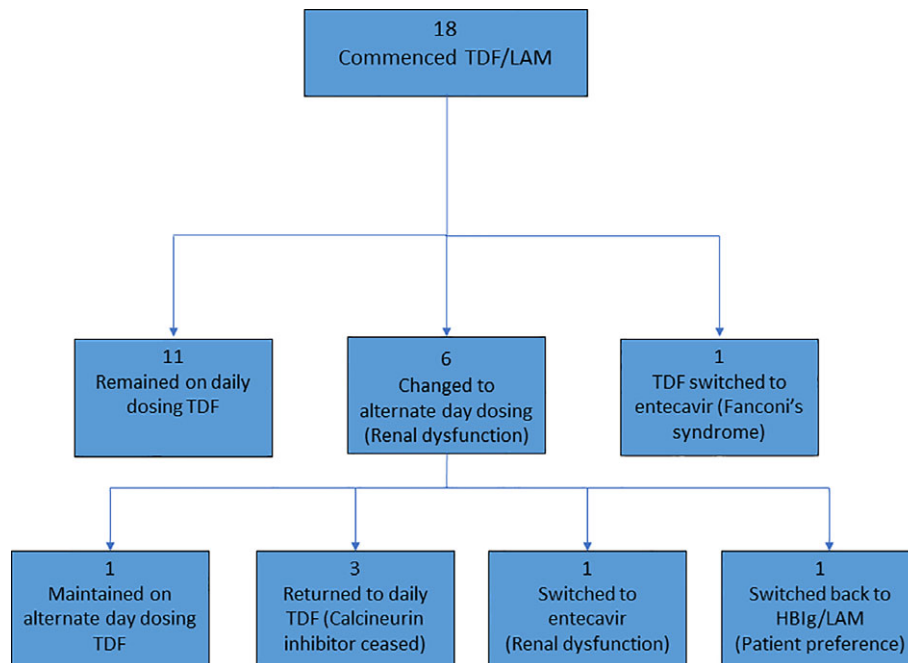 18
Commenced TDF/LAM
11
Remained on daily
dosing TDF
6
Changed to
alternate day dosing
(Renal dysfunction)
1
TDF switched to
entecavir (Fanconi's
syndrome)
1
Maintained on
alternate day dosing
TDF
3
Returned to daily
TDF (Calcineurin
inhibitor ceased)
1
Switched to
entecavir
(Renal dysfunction)
1
Switched back to
HBIg/LAM
(Patient preference)